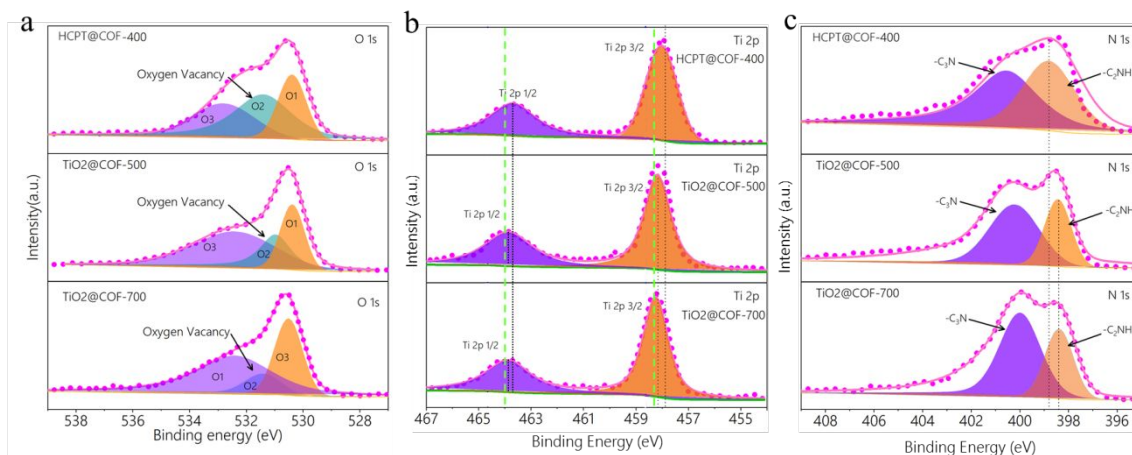 a
HCPT@COF-400
O 1s
Oxygen Vacancy
O3
O2
O1
TiO2@COF-500
O 1s
Oxygen Vacancy
O3
O2
O1
TiO2@COF-700
O 1s
Oxygen Vacancy
O1
O2
O3
Intensity(a.u.)
538 536 534 532 530 528
Binding energy (eV)
b
Ti 2p
HCPT@COF-400
Ti 2p 3/2
Ti 2p 1/2
Ti 2p
TiO2@COF-500
Ti 2p 3/2
Ti 2p 1/2
Ti 2p
TiO2@COF-700
Ti 2p 3/2
Ti 2p 1/2
Intensity (a.u.)
467 465 463 461 459 457 455
Binding Energy (eV)
c
HCPT@COF-400
N 1s
-C₃N
-C₂NH
TiO2@COF-500
N 1s
-C₃N
-C₂NH
TiO2@COF-700
N 1s
-C₃N
-C₂NH
Intensity (a.u.)
408 406 404 402 400 398 396
Binding Energy (eV)